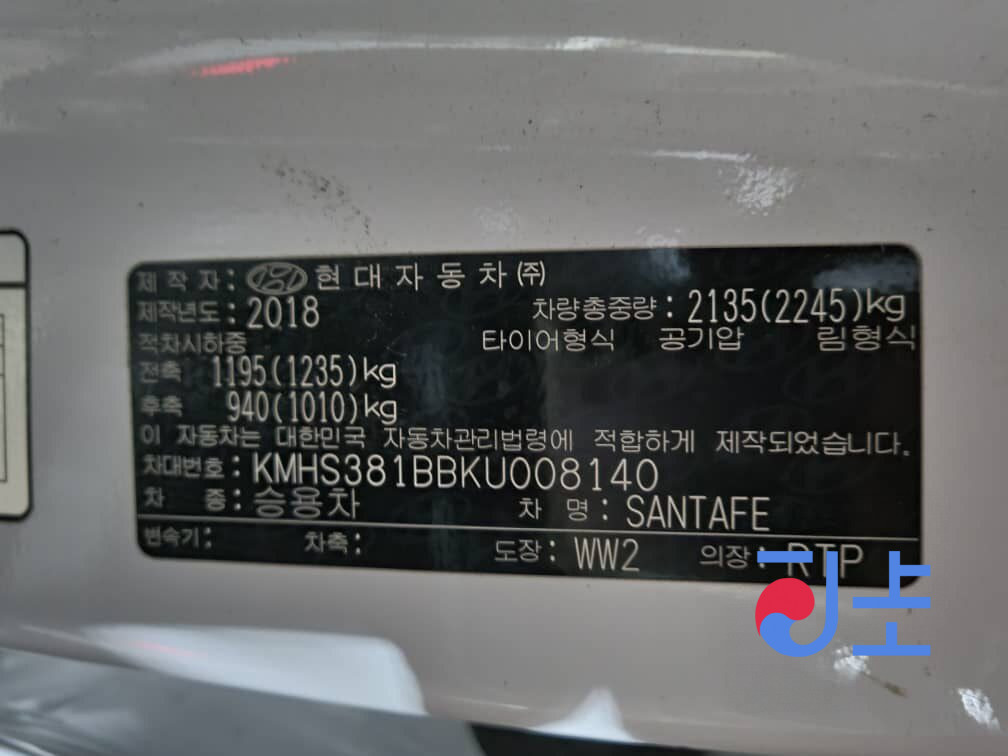 제작자: HYUNDAI 현대자동차㈜
제작년도: 2018 차량총중량: 2135(2245)kg
적차시하중 타이어형식 공기압 림형식
전축 1195(1235)kg
후축 940(1010)kg
이 자동차는 대한민국 자동차관리법령에 적합하게 제작되었습니다.
차대번호: KMHS381BBKU008140
차 종: 승용차 차 명: SANTAFE
변속기: 차축: 도장: WW2 의장: RTP